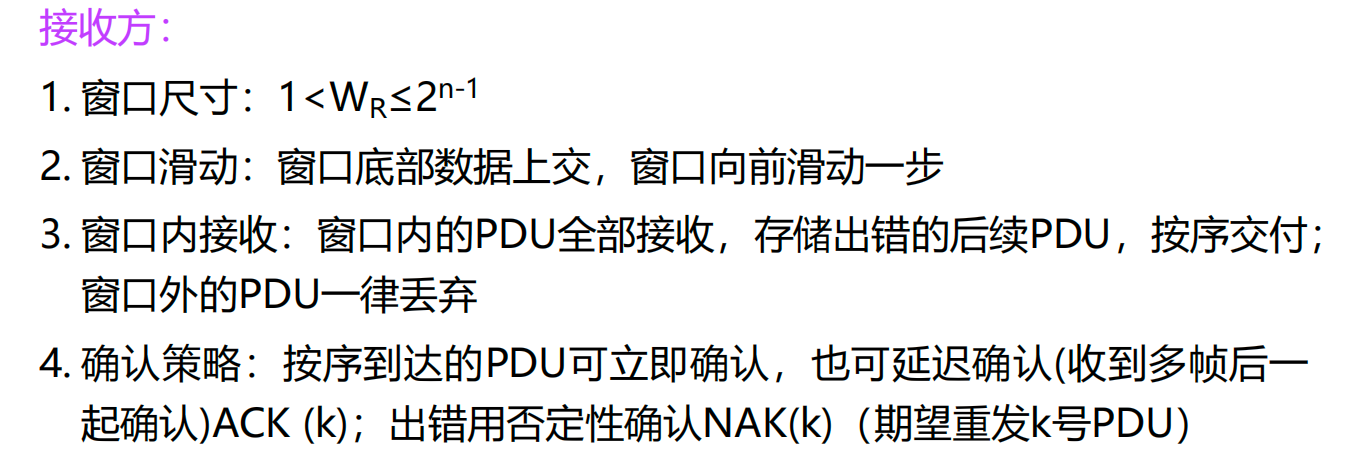 接收方：
1. 窗口尺寸：1<W_R≤2^{n-1}
2. 窗口滑动：窗口底部数据上交，窗口向前滑动一步
3. 窗口内接收：窗口内的PDU全部接收，存储出错的后续PDU，按序交付；
窗口外的PDU一律丢弃
4. 确认策略：按序到达的PDU可立即确认，也可延迟确认(收到多帧后一
起确认)ACK (k)；出错用否定性确认NAK(k)（期望重发k号PDU）